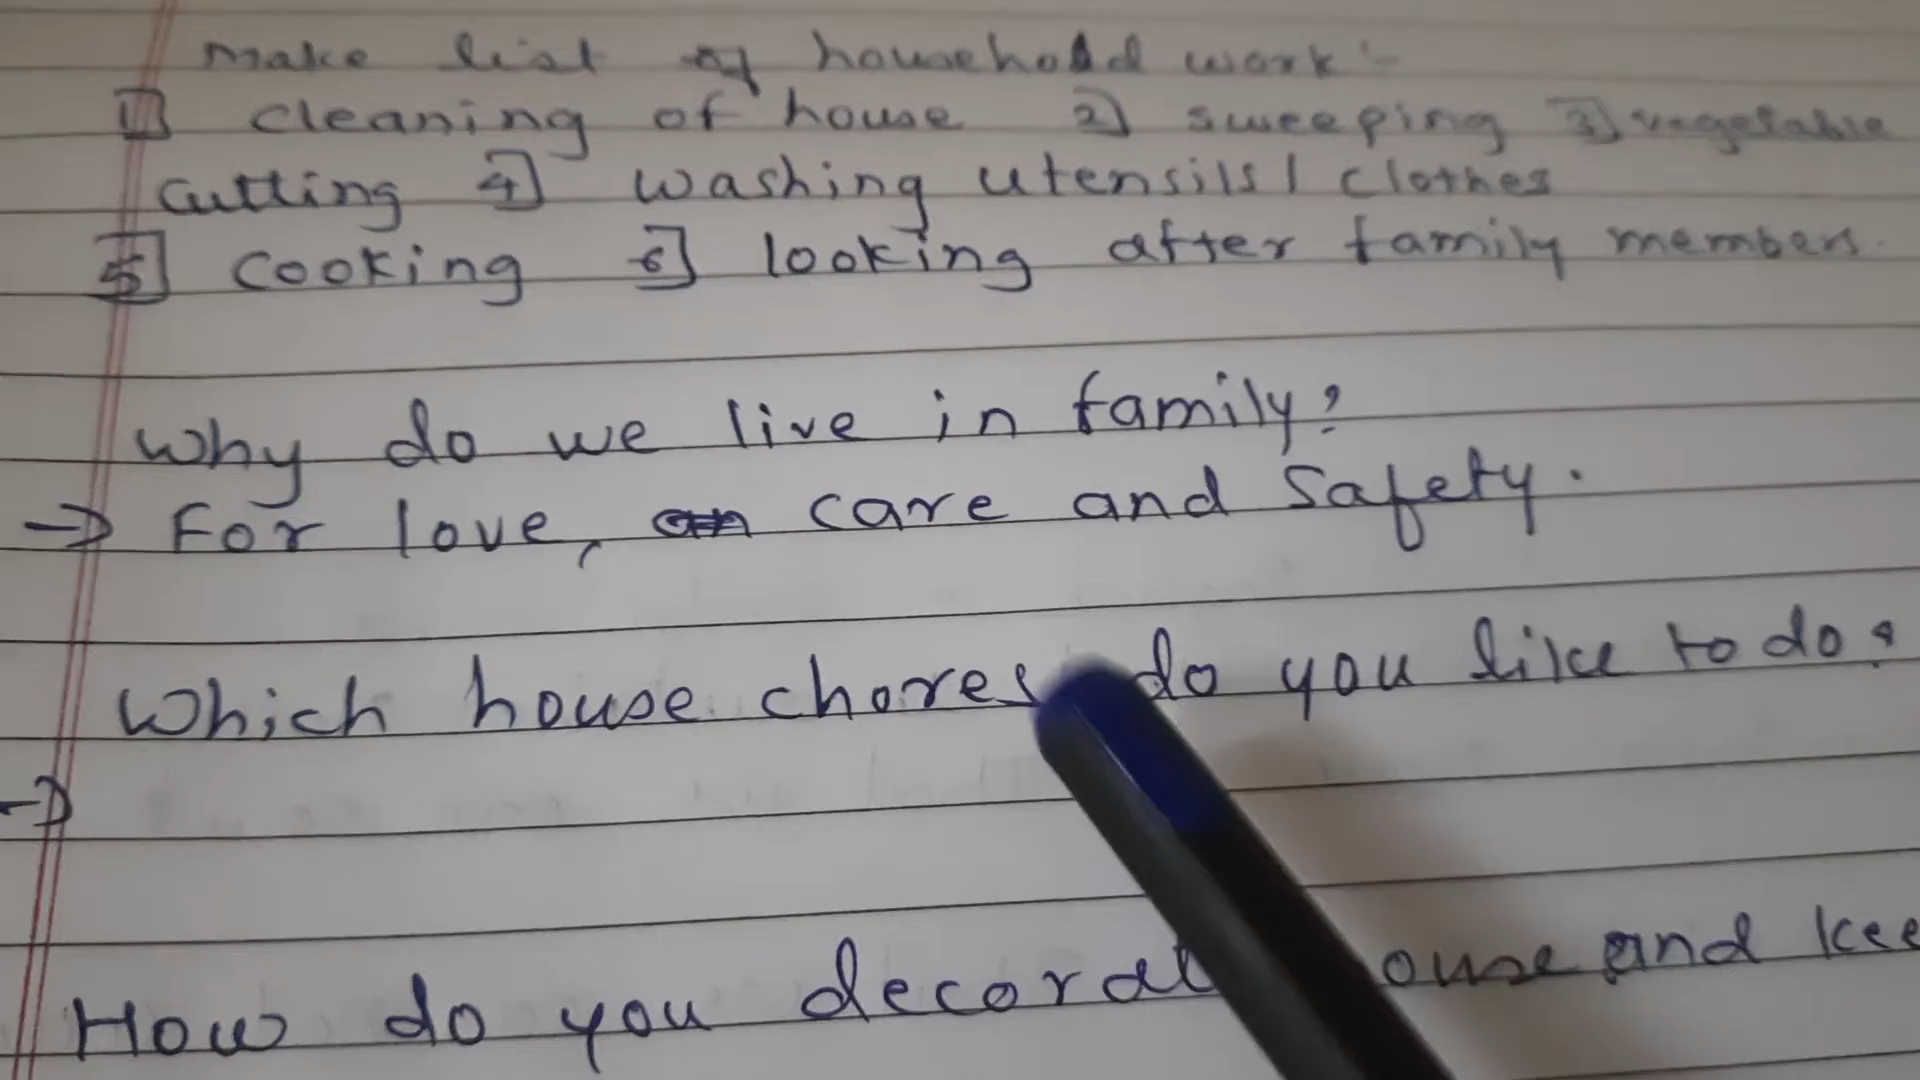 make list of household work :-
1] cleaning of house 2] sweeping 3] vegetable
cutting 4] washing utensils / clothes
5] cooking 6] looking after family members.
Why do we live in family?
→ For love, care and safety.
Which house chores do you like to do?
→
How do you decorat ouse and kee